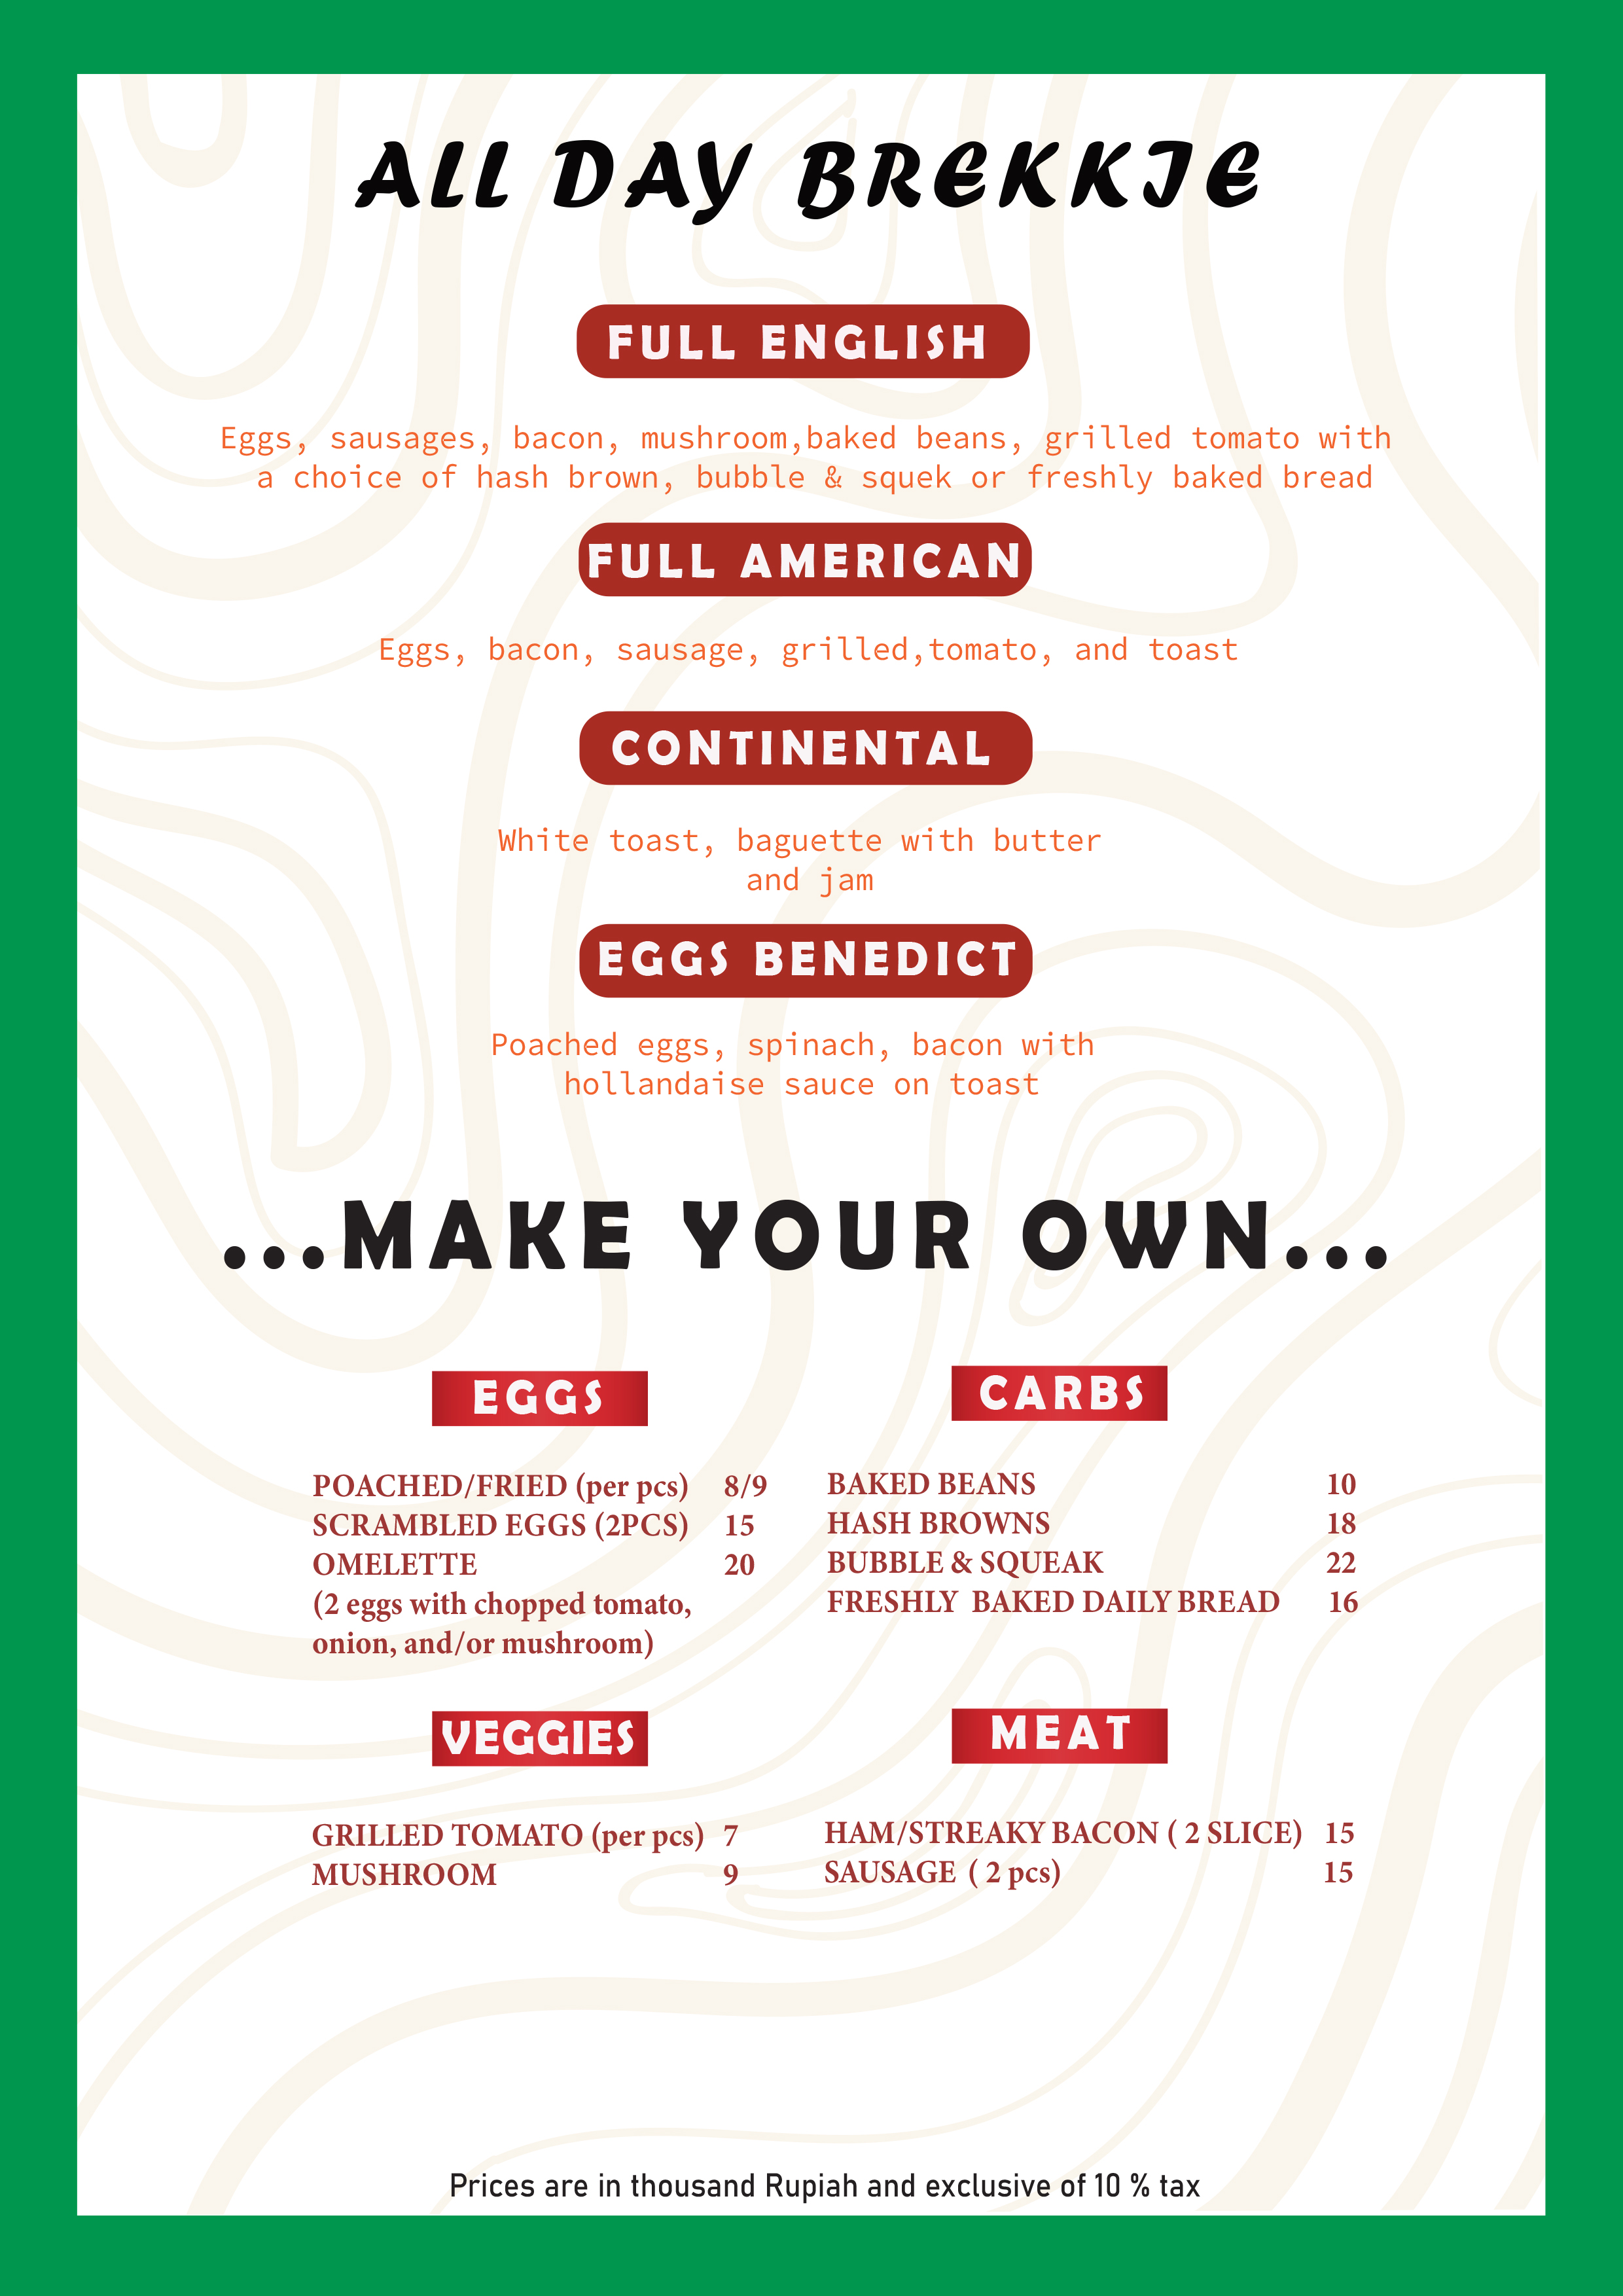 ALL DAY BREKKIE
FULL ENGLISH
Eggs, sausages, bacon, mushroom,baked beans, grilled tomato with
a choice of hash brown, bubble & squek or freshly baked bread
FULL AMERICAN
Eggs, bacon, sausage, grilled,tomato, and toast
CONTINENTAL
White toast, baguette with butter
and jam
EGGS BENEDICT
Poached eggs, spinach, bacon with
hollandaise sauce on toast
...MAKE YOUR OWN...
EGGS
POACHED/FRIED (per pcs) 8/9
SCRAMBLED EGGS (2PCS) 15
OMELETTE 20
(2 eggs with chopped tomato,
onion, and/or mushroom)
CARBS
BAKED BEANS 10
HASH BROWNS 18
BUBBLE & SQUEAK 22
FRESHLY BAKED DAILY BREAD 16
VEGGIES
GRILLED TOMATO (per pcs) 7
MUSHROOM 9
MEAT
HAM/STREAKY BACON ( 2 SLICE) 15
SAUSAGE ( 2 pcs) 15
Prices are in thousand Rupiah and exclusive of 10 % tax